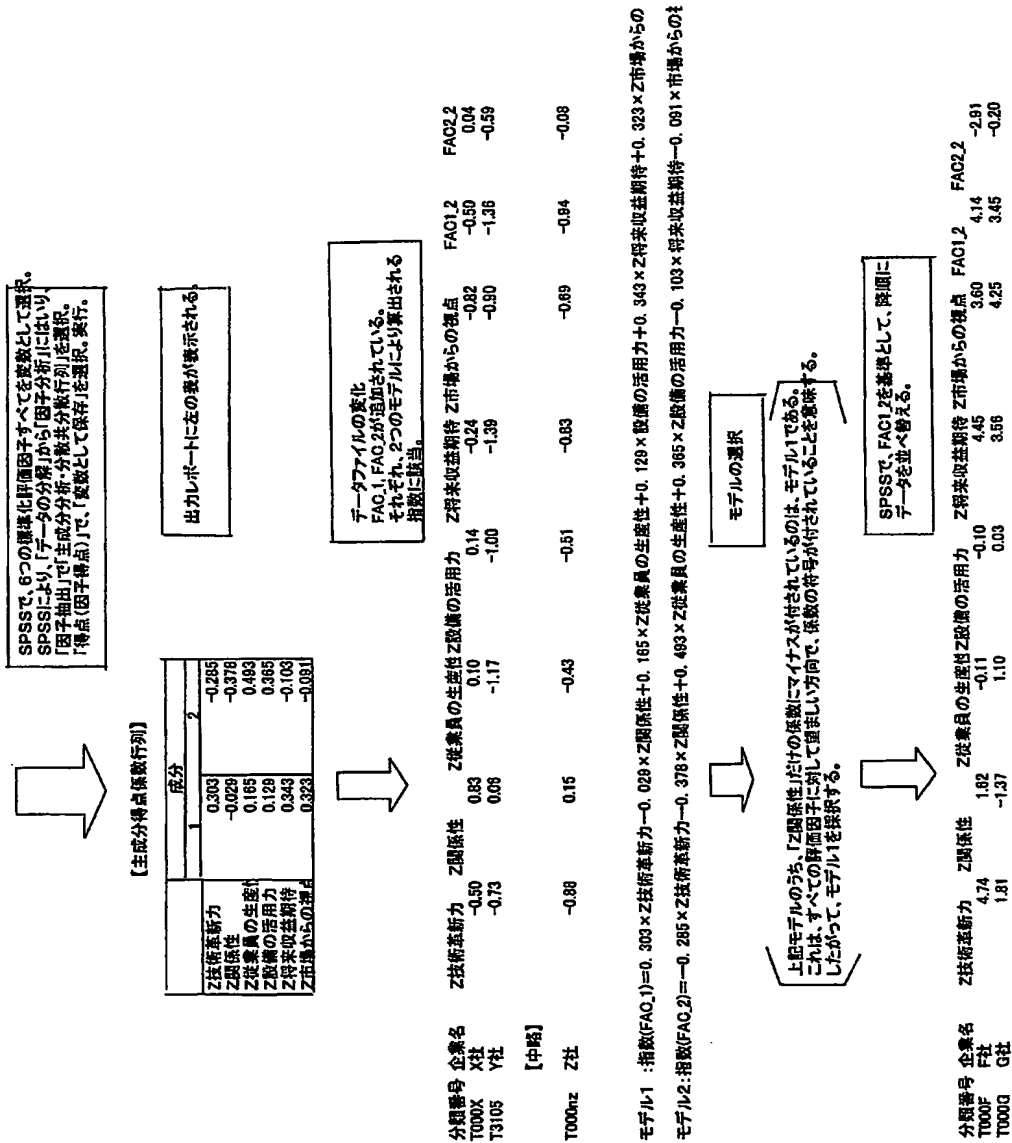 SPSSで、6つの標準化評価因子すべてを変数として選択。
SPSSにより、「データの分解」から「因子分析」にはいり、
「因子抽出」で「主成分分析・分散共分散行列」を選択。
「得点(因子得点)」で、「変数として保存」を選択。実行。
【主成分得点係数行列】
成分
1 2
Z技術革新力 0.303 -0.285
Z関係性 -0.029 -0.378
Z従業員の生産性 0.165 0.493
Z設備の活用力 0.129 0.365
Z将来収益期待 0.343 -0.103
Z市場からの視点 0.323 -0.091
出力レポートに左の表が表示される。
データファイルの変化
FAC_1, FAC_2が追加されている。
それぞれ、2つのモデルにより算出される
指数に該当。
分類番号 企業名 Z技術革新力 Z関係性 Z従業員の生産性 Z設備の活用力 Z将来収益期待 Z市場からの視点 FAC1_2 FAC2_2
T000X X社 -0.50 0.83 0.10 0.14 -0.24 -0.82 -0.50 0.04
T3105 Y社 -0.73 0.06 -1.17 -1.00 -1.39 -0.90 -1.36 -0.59
【中略】
T000nz Z社 -0.88 0.15 -0.43 -0.51 -0.83 -0.69 -0.94 -0.08
モデル1 :指数(FAC_1)=0. 303×Z技術革新力−0. 029×Z関係性+0. 165×Z従業員の生産性+0. 129×設備の活用力+0. 343×Z将来収益期待+0. 323×Z市場からの
モデル2:指数(FAC_2)=−0. 285×Z技術革新力−0. 378×Z関係性+0. 493×Z従業員の生産性+0. 365×Z設備の活用力−0. 103×将来収益期待−0. 091×市場からの
モデルの選択
上記モデルのうち、「Z関係性」だけの係数にマイナスが付されているのは、モデル1である。
これは、すべての評価因子に対して望ましい方向で、係数の符号が付されていることを意味する。
したがって、モデル1を採択する。
SPSSで、FAC1_2を基準として、降順に
データを並べ替える。
分類番号 企業名 Z技術革新力 Z関係性 Z従業員の生産性 Z設備の活用力 Z将来収益期待 Z市場からの視点 FAC1_2 FAC2_2
T000F F社 4.74 1.62 -0.11 -0.10 4.45 3.60 4.14 -2.91
T000G G社 1.81 -1.37 1.10 0.03 3.56 4.25 3.45 -0.20